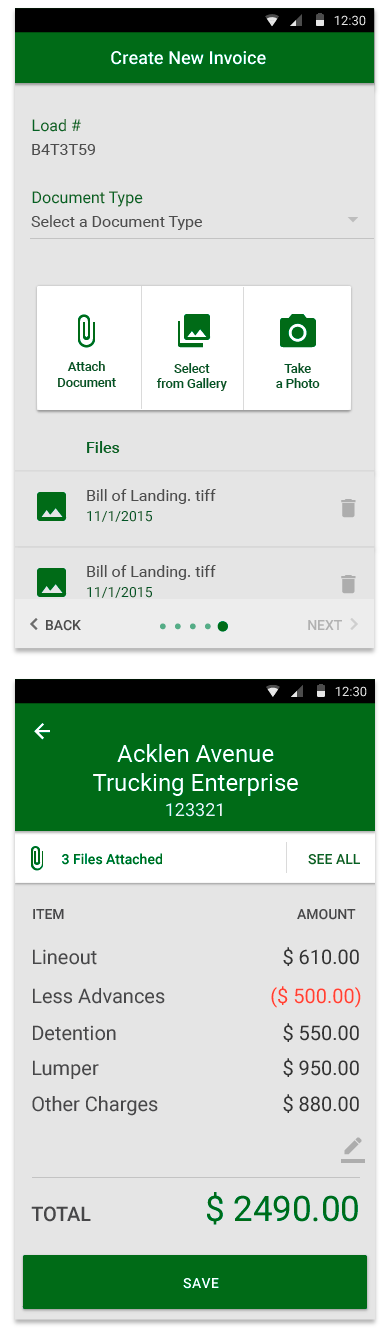 12:30
Create New Invoice
Load #
B4T3T59
Document Type
Select a Document Type
Attach
Document
Select
from Gallery
Take
a Photo
Files
Bill of Landing. tiff
11/1/2015
Bill of Landing. tiff
11/1/2015
BACK
NEXT
12:30
Acklen Avenue
Trucking Enterprise
123321
3 Files Attached SEE ALL
ITEM AMOUNT
Lineout $ 610.00
Less Advances ($ 500.00)
Detention $ 550.00
Lumper $ 950.00
Other Charges $ 880.00
TOTAL $ 2490.00
SAVE